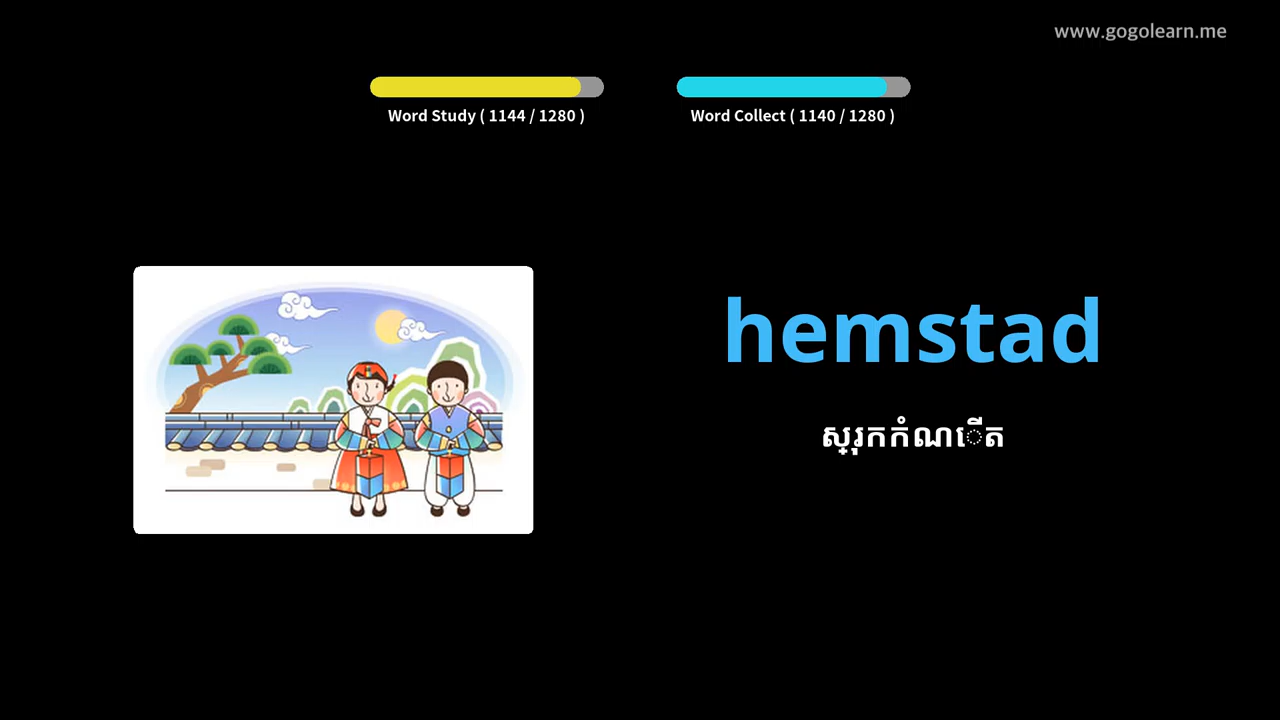 www.gogolearn.me
Word Study ( 1144 / 1280 )
Word Collect ( 1140 / 1280 )
hemstad
ស្រុកកំណើត